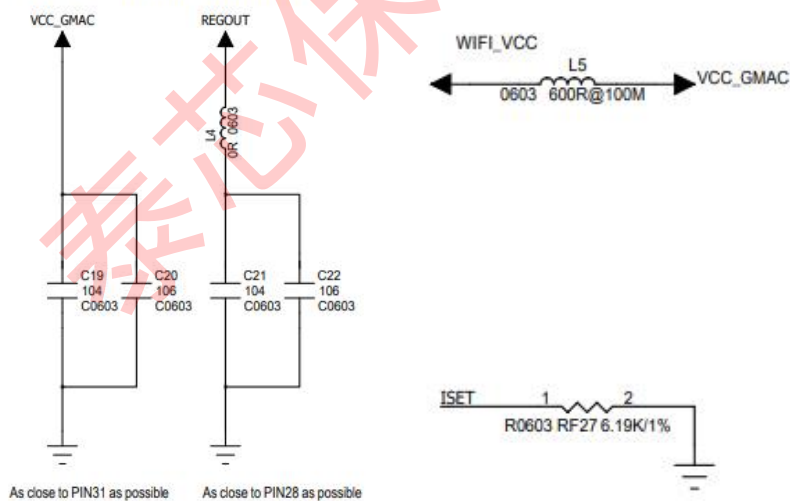 VCC_GMAC
REGOUT
L4
0R 0603
C19
104
C0603
C20
106
C0603
C21
104
C0603
C22
106
C0603
As close to PIN31 as possible
As close to PIN28 as possible
WIFI_VCC
L5
0603 600R@100M
VCC_GMAC
ISET
1
2
R0603 RF27 6.19K/1%
泰芯保